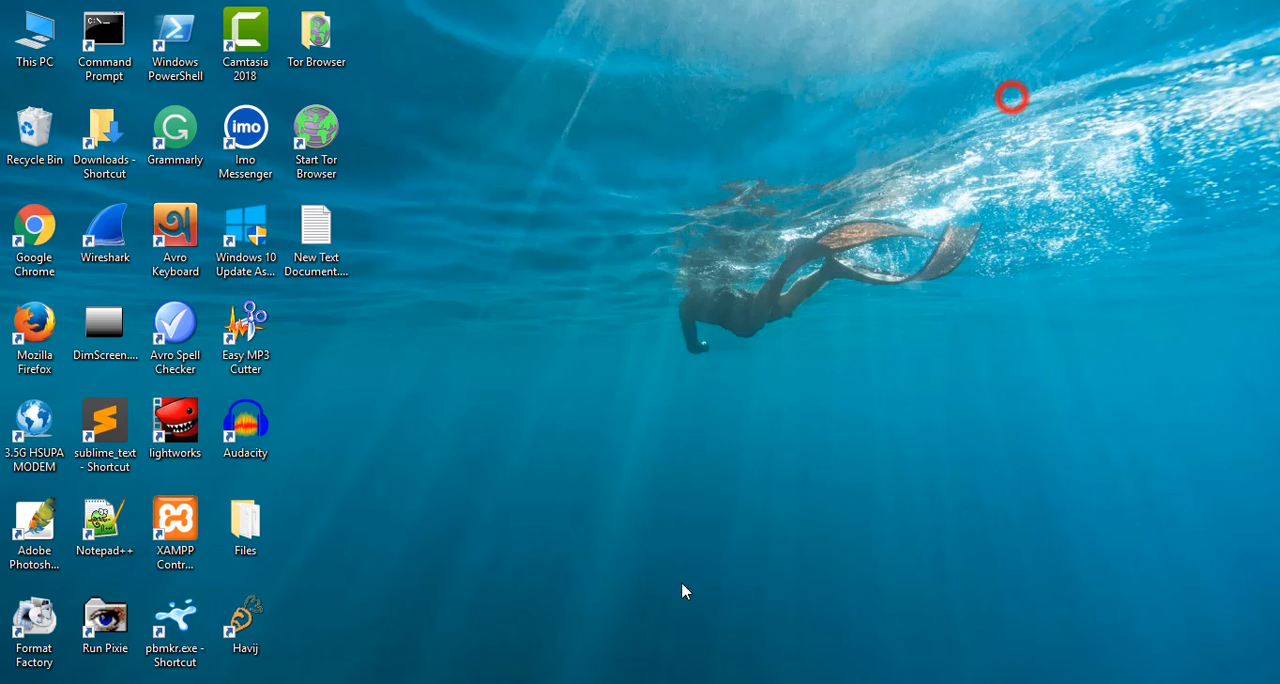 This PC
Command
Prompt
Windows
PowerShell
Camtasia
2018
Tor Browser
Recycle Bin
Downloads -
Shortcut
Grammarly
imo
Imo
Messenger
Start Tor
Browser
Google
Chrome
Wireshark
অ
Avro
Keyboard
Windows 10
Update As...
New Text
Document....
Mozilla
Firefox
DimScreen....
Avro Spell
Checker
Easy MP3
Cutter
3.5G HSUPA
MODEM
sublime_text
- Shortcut
lightworks
Audacity
Adobe
Photosh...
Notepad++
XAMPP
Contr...
Files
Format
Factory
Run Pixie
pbmkr.exe -
Shortcut
Havij